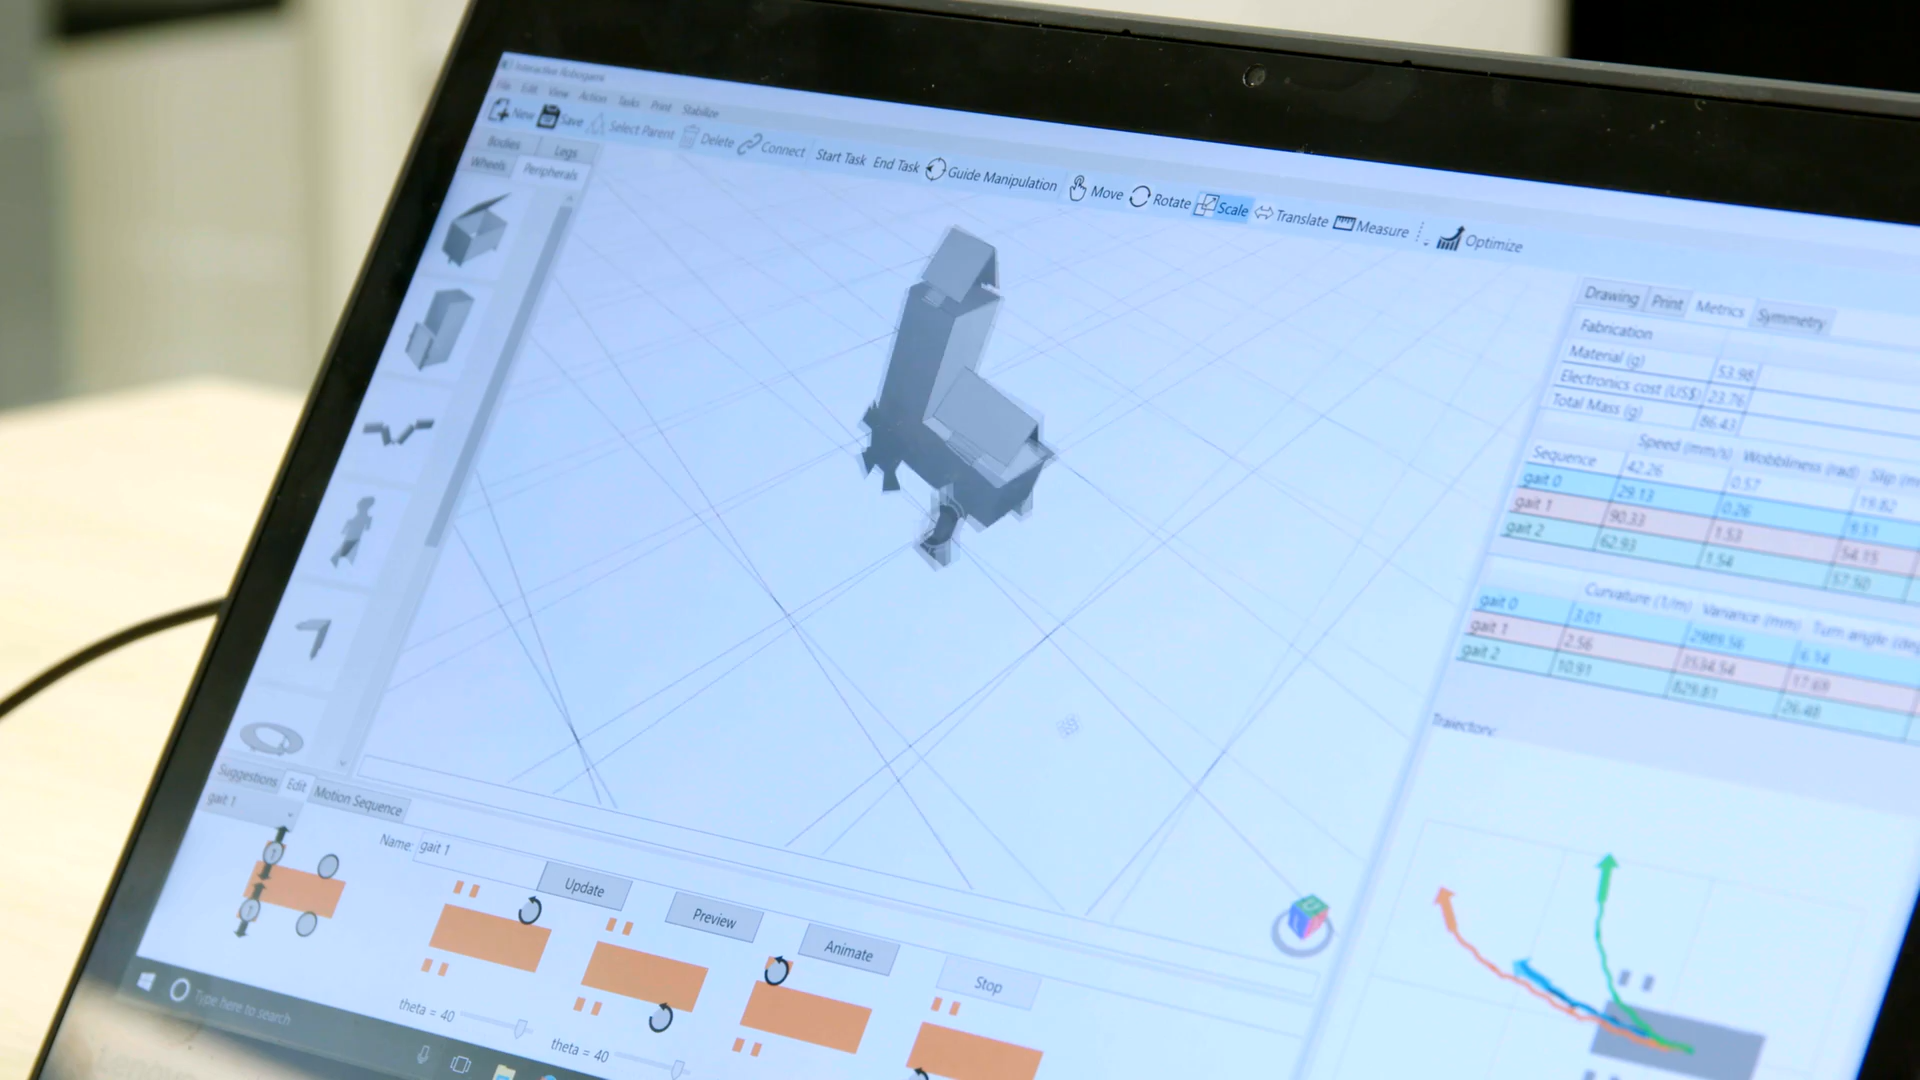 Interactive Robogami
File Edit View Action Tasks Print Stabilize
New Save Select Parent Delete Connect Start Task End Task Guide Manipulation Move Rotate Scale Translate Measure Optimize
Bodies Legs
Wheels Peripherals
Drawing Print Metrics Symmetry
Fabrication
Material (g) 53.98
Electronics cost (US$) 23.76
Total Mass (g) 86.43
Sequence Speed (mm/s) Wobbliness (rad) Slip
42.26 0.57 19.82
gait 0 29.13 0.26 9.51
gait 1 90.33 1.53 54.15
gait 2 62.93 1.54 57.50
Curvature (1/m) Variance (mm) Turn angle
gait 0 3.01 6.14
gait 1 2.56 17.69
gait 2 10.91 829.81 26.48
Trajectory:
Suggestions Edit Motion Sequence
gait 1
Name: gait 1
Update
Preview
Animate
Stop
theta = 40
theta = 40
Type here to search
Lenovo